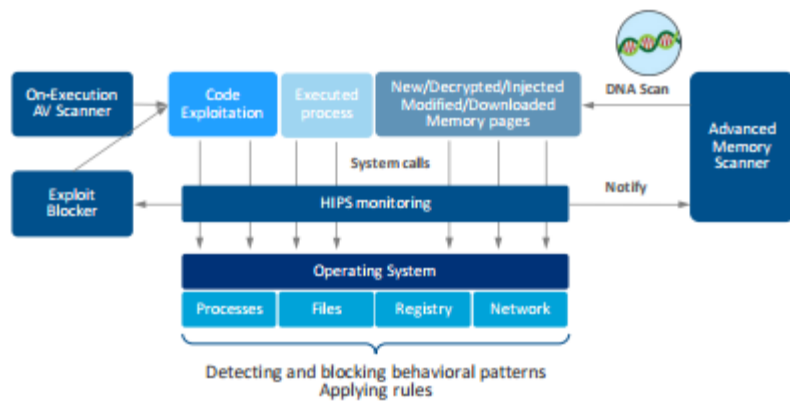 DNA Scan
On-Execution
AV Scanner
Code
Exploitation
Executed
process
New/Decrypted/Injected
Modified/Downloaded
Memory pages
Advanced
Memory
Scanner
System calls
Exploit
Blocker
HIPS monitoring
Notify
Operating System
Processes
Files
Registry
Network
Detecting and blocking behavioral patterns
Applying rules